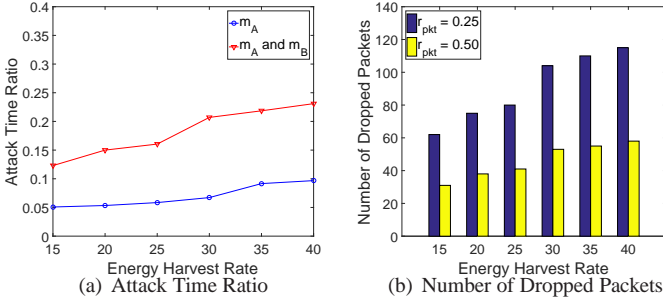 0.4
0.35
0.3
0.25
0.2
0.15
0.1
0.05
0
Attack Time Ratio
m_A
m_A and m_B
15 20 25 30 35 40
Energy Harvest Rate
(a) Attack Time Ratio
140
120
100
80
60
40
20
0
Number of Dropped Packets
r_pkt = 0.25
r_pkt = 0.50
15 20 25 30 35 40
Energy Harvest Rate
(b) Number of Dropped Packets